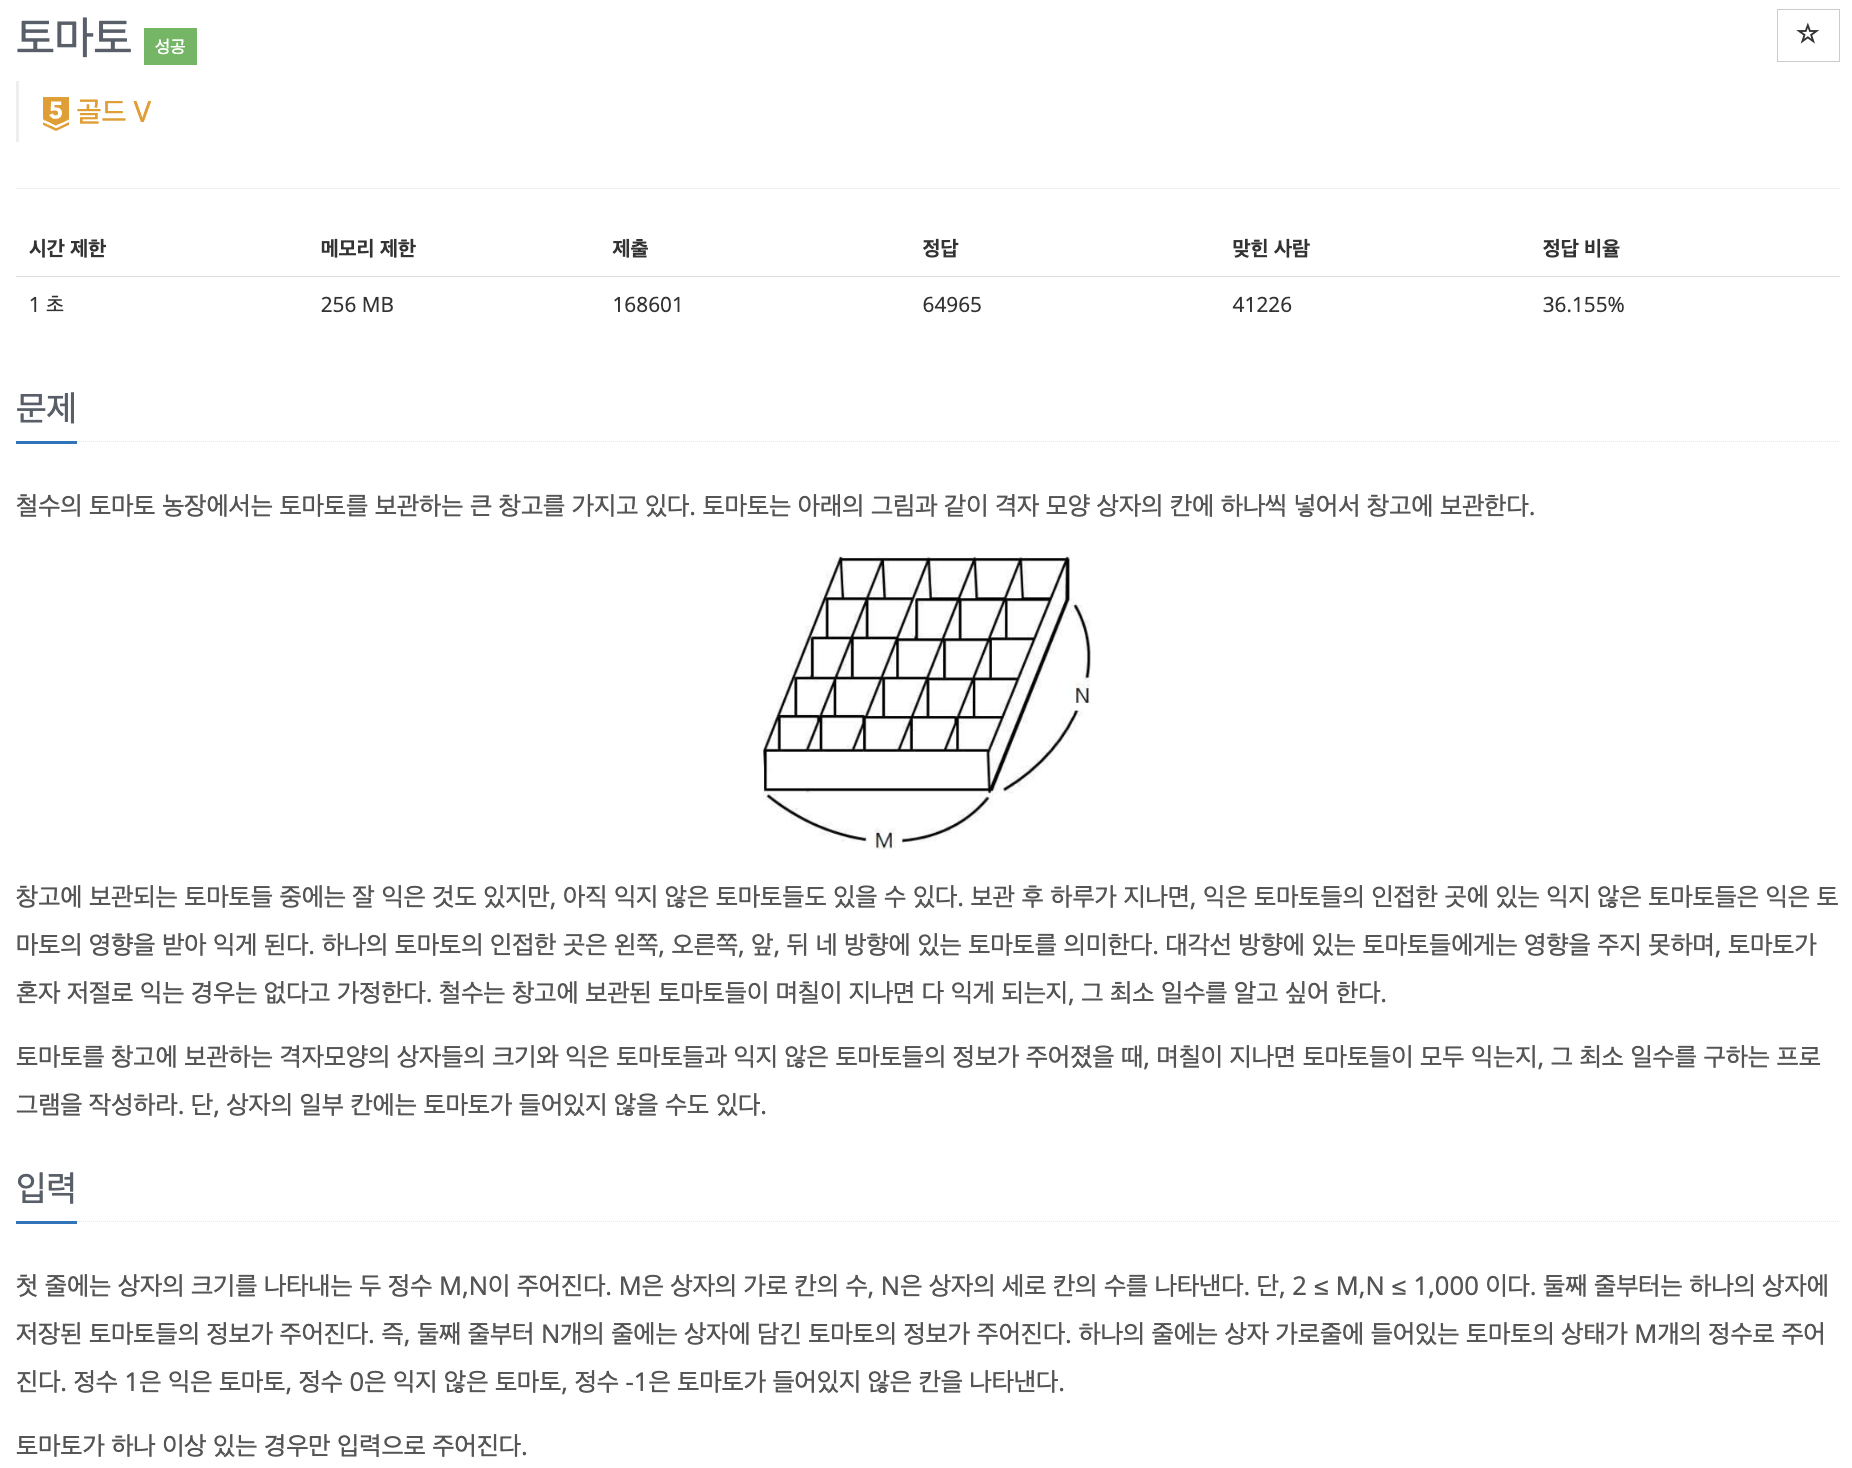 토마토 성공
☆
5 골드 V
시간 제한 메모리 제한 제출 정답 맞힌 사람 정답 비율
1 초 256 MB 168601 64965 41226 36.155%
문제
철수의 토마토 농장에서는 토마토를 보관하는 큰 창고를 가지고 있다. 토마토는 아래의 그림과 같이 격자 모양 상자의 칸에 하나씩 넣어서 창고에 보관한다.
N
M
창고에 보관되는 토마토들 중에는 잘 익은 것도 있지만, 아직 익지 않은 토마토들도 있을 수 있다. 보관 후 하루가 지나면, 익은 토마토들의 인접한 곳에 있는 익지 않은 토마토들은 익은 토
마토의 영향을 받아 익게 된다. 하나의 토마토의 인접한 곳은 왼쪽, 오른쪽, 앞, 뒤 네 방향에 있는 토마토를 의미한다. 대각선 방향에 있는 토마토들에게는 영향을 주지 못하며, 토마토가
혼자 저절로 익는 경우는 없다고 가정한다. 철수는 창고에 보관된 토마토들이 며칠이 지나면 다 익게 되는지, 그 최소 일수를 알고 싶어 한다.
토마토를 창고에 보관하는 격자모양의 상자들의 크기와 익은 토마토들과 익지 않은 토마토들의 정보가 주어졌을 때, 며칠이 지나면 토마토들이 모두 익는지, 그 최소 일수를 구하는 프로
그램을 작성하라. 단, 상자의 일부 칸에는 토마토가 들어있지 않을 수도 있다.
입력
첫 줄에는 상자의 크기를 나타내는 두 정수 M,N이 주어진다. M은 상자의 가로 칸의 수, N은 상자의 세로 칸의 수를 나타낸다. 단, 2 ≤ M,N ≤ 1,000 이다. 둘째 줄부터는 하나의 상자에
저장된 토마토들의 정보가 주어진다. 즉, 둘째 줄부터 N개의 줄에는 상자에 담긴 토마토의 정보가 주어진다. 하나의 줄에는 상자 가로줄에 들어있는 토마토의 상태가 M개의 정수로 주어
진다. 정수 1은 익은 토마토, 정수 0은 익지 않은 토마토, 정수 -1은 토마토가 들어있지 않은 칸을 나타낸다.
토마토가 하나 이상 있는 경우만 입력으로 주어진다.